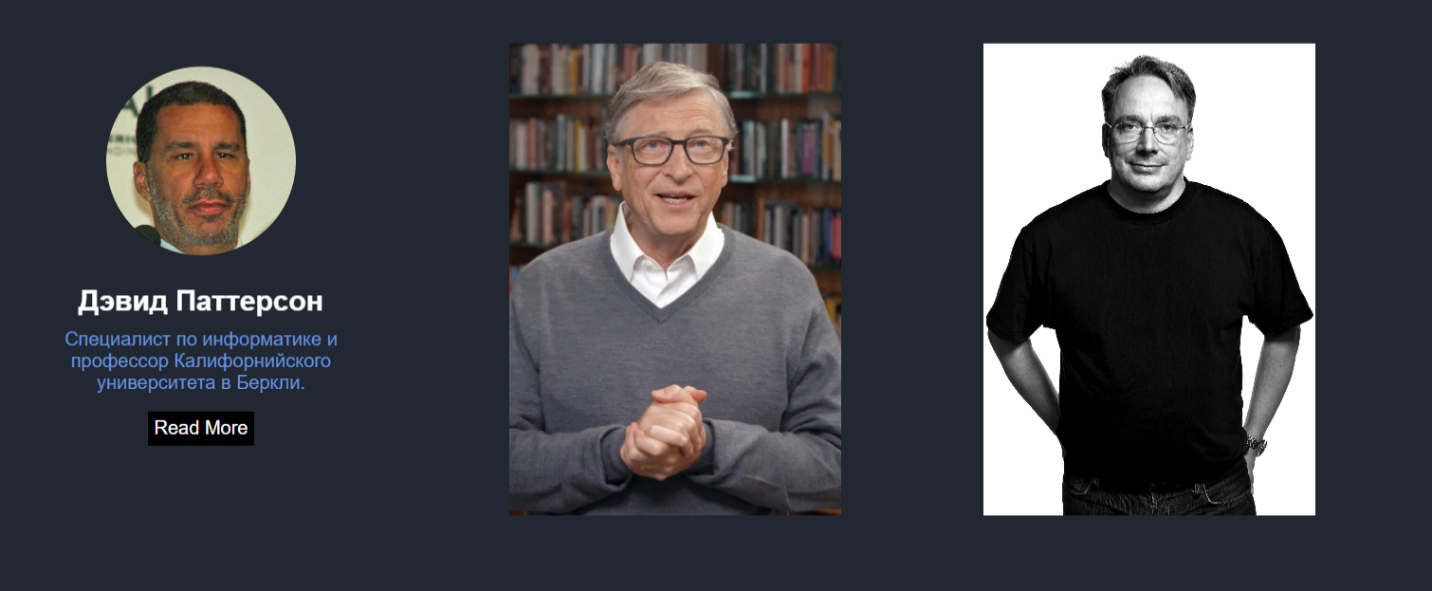 Дэвид Паттерсон
Специалист по информатике и
профессор Калифорнийского
университета в Беркли.
Read More